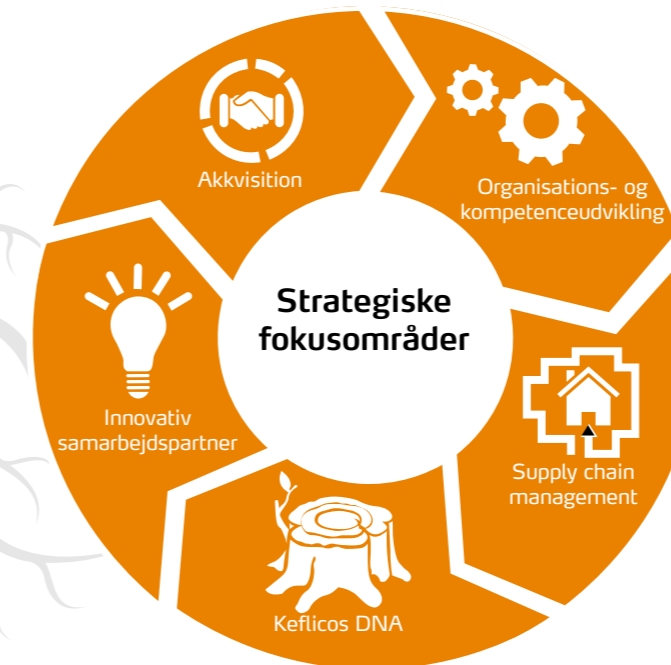 Akkvisition
Organisations- og
kompetenceudvikling
Strategiske
fokusområder
Innovativ
samarbejdspartner
Supply chain
management
Keflicos DNA